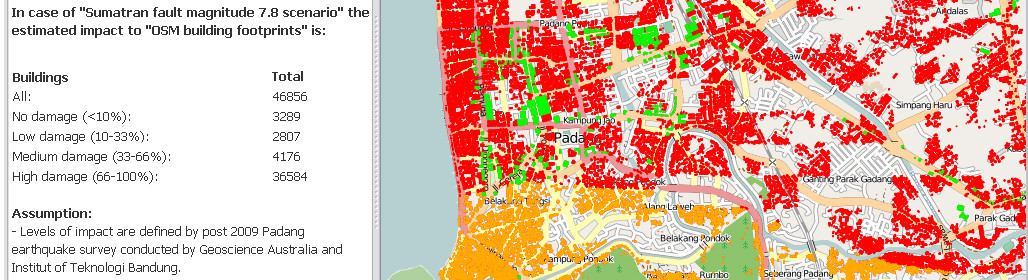 In case of "Sumatran fault magnitude 7.8 scenario" the
estimated impact to "OSM building footprints" is:
Buildings Total
All: 46856
No damage (<10%): 3289
Low damage (10-33%): 2807
Medium damage (33-66%): 4176
High damage (66-100%): 36584
Assumption:
- Levels of impact are defined by post 2009 Padang
earthquake survey conducted by Geoscience Australia and
Institut of Teknologi Bandung.
Andalas
Padang Pasir
Simpang Haru
Kampung Jao
Padang
Ganting Parak Gadang
Alang Laweh
Parak Gad
Belakang Pondok
Kampung Pondok
Seberang Padang
Rumbo